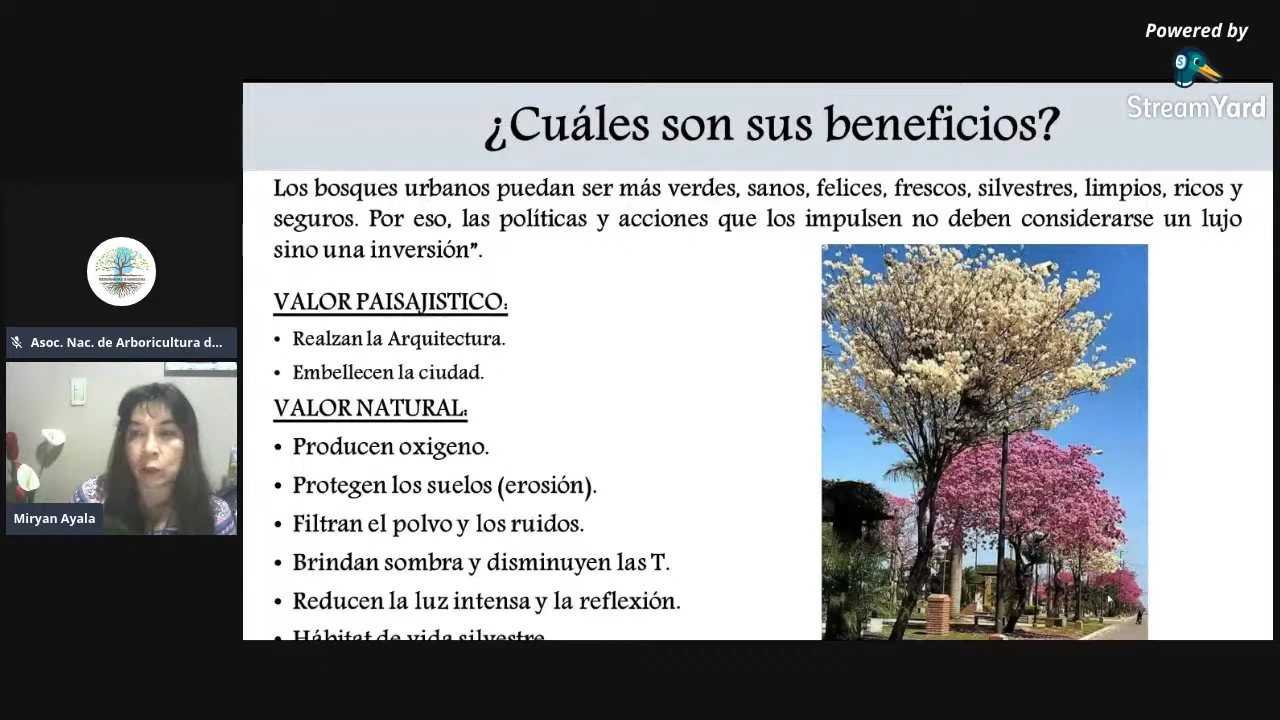 Powered by
StreamYard
¿Cuáles son sus beneficios?
Los bosques urbanos puedan ser más verdes, sanos, felices, frescos, silvestres, limpios, ricos y
seguros. Por eso, las políticas y acciones que los impulsen no deben considerarse un lujo
sino una inversión”.
VALOR PAISAJISTICO:
• Realzan la Arquitectura.
• Embellecen la ciudad.
VALOR NATURAL:
• Producen oxigeno.
• Protegen los suelos (erosión).
• Filtran el polvo y los ruidos.
• Brindan sombra y disminuyen las T.
• Reducen la luz intensa y la reflexión.
• Hábitat de vida silvestre
Asoc. Nac. de Arboricultura d...
Miryan Ayala